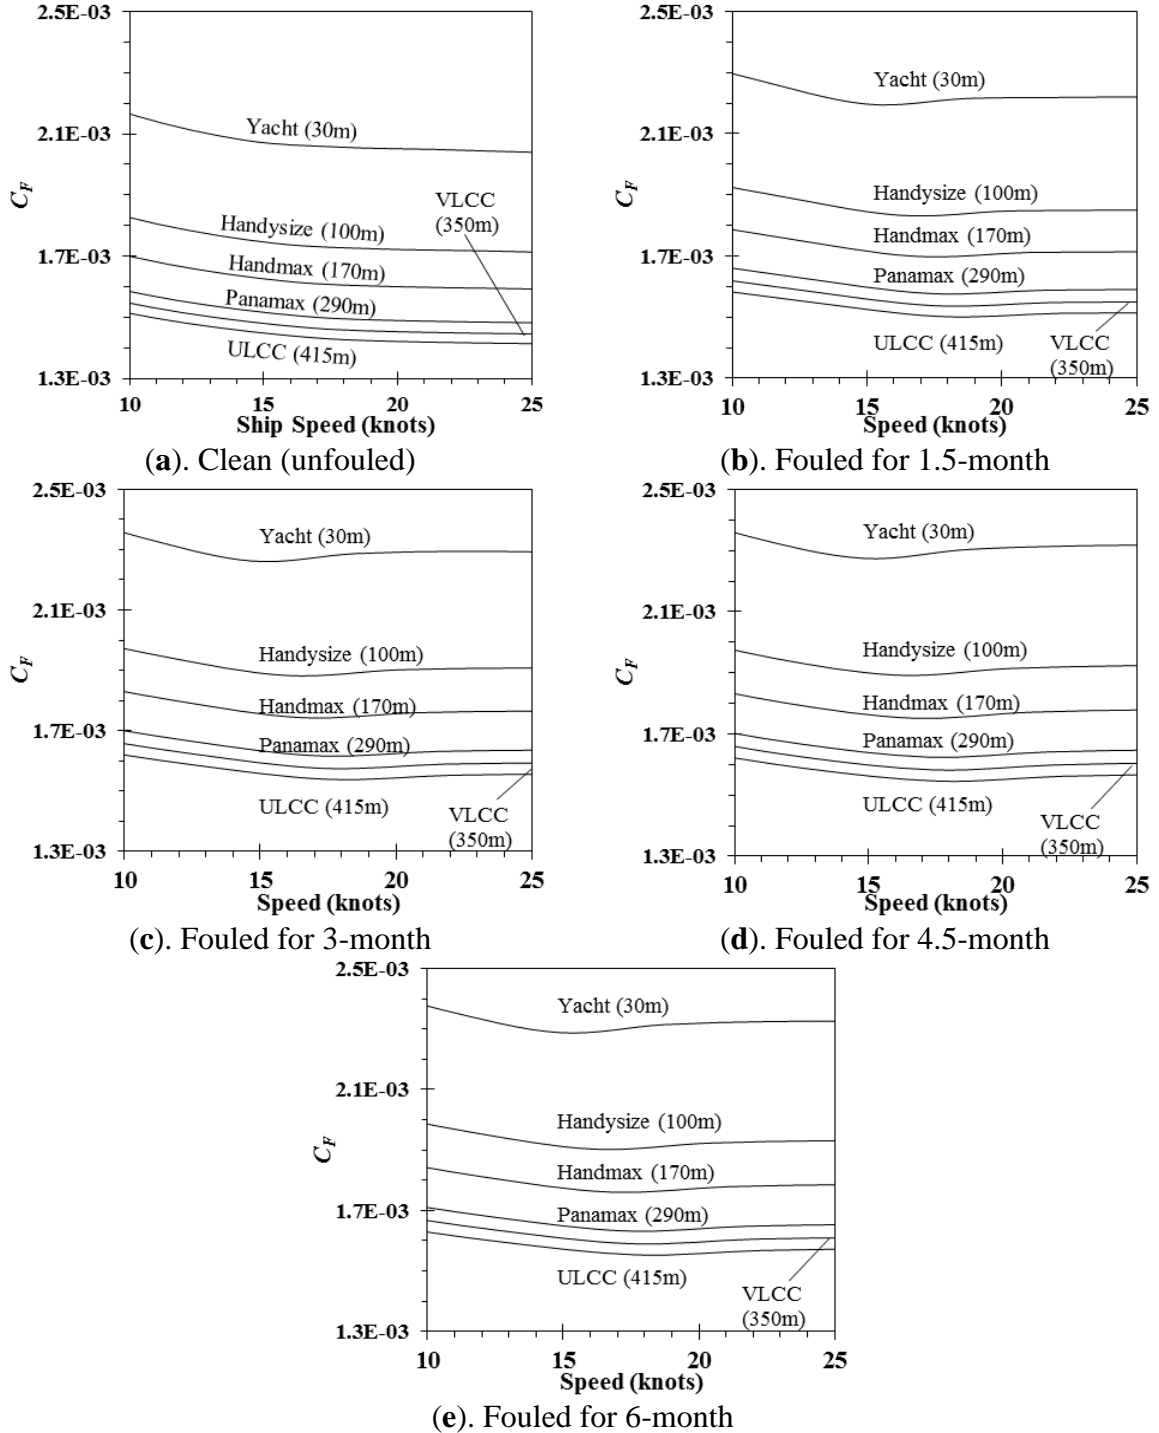 2.5E-03
2.1E-03
1.7E-03
1.3E-03
C_F
Yacht (30m)
VLCC
(350m)
Handysize (100m)
Handmax (170m)
Panamax (290m)
ULCC (415m)
10 15 20 25
Ship Speed (knots)
(a). Clean (unfouled)
2.5E-03
2.1E-03
1.7E-03
1.3E-03
C_F
Yacht (30m)
Handysize (100m)
Handmax (170m)
Panamax (290m)
ULCC (415m)
VLCC
(350m)
10 15 20 25
Speed (knots)
(b). Fouled for 1.5-month
2.5E-03
2.1E-03
1.7E-03
1.3E-03
C_F
Yacht (30m)
Handysize (100m)
Handmax (170m)
Panamax (290m)
ULCC (415m)
VLCC
(350m)
10 15 20 25
Speed (knots)
(c). Fouled for 3-month
2.5E-03
2.1E-03
1.7E-03
1.3E-03
C_F
Yacht (30m)
Handysize (100m)
Handmax (170m)
Panamax (290m)
ULCC (415m)
VLCC
(350m)
10 15 20 25
Speed (knots)
(d). Fouled for 4.5-month
2.5E-03
2.1E-03
1.7E-03
1.3E-03
C_F
Yacht (30m)
Handysize (100m)
Handmax (170m)
Panamax (290m)
ULCC (415m)
VLCC
(350m)
10 15 20 25
Speed (knots)
(e). Fouled for 6-month